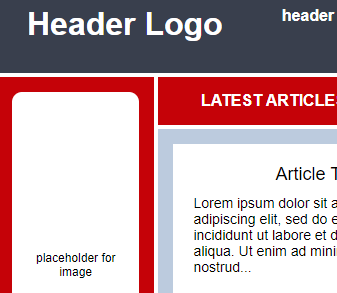 Header Logo
header
LATEST ARTICLES
placeholder for
image
Article
Lorem ipsum dolor sit
adipiscing elit, sed do
incididunt ut labore et
aliqua. Ut enim ad
nostrud...